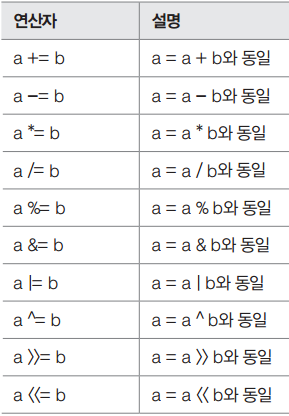 연산자 설명
a += b a = a + b와 동일
a -= b a = a - b와 동일
a *= b a = a * b와 동일
a /= b a = a / b와 동일
a %= b a = a % b와 동일
a &= b a = a & b와 동일
a |= b a = a | b와 동일
a ^= b a = a ^ b와 동일
a >>= b a = a >> b와 동일
a <<= b a = a << b와 동일